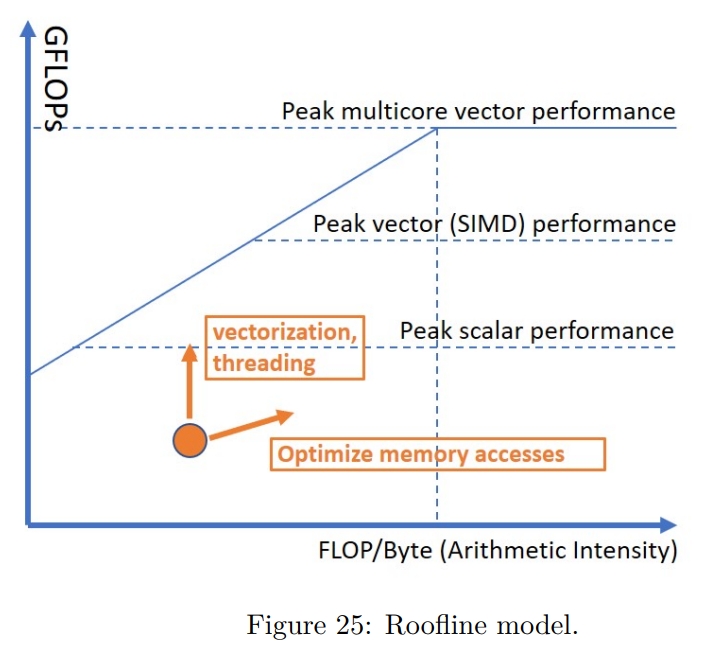 GFLOPs
Peak multicore vector performance
Peak vector (SIMD) performance
vectorization,
threading
Peak scalar performance
Optimize memory accesses
FLOP/Byte (Arithmetic Intensity)
Figure 25: Roofline model.